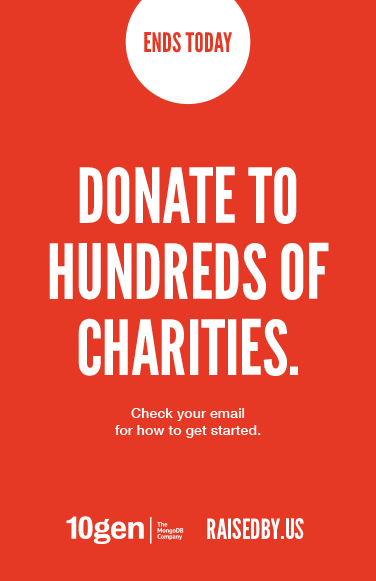 ENDS TODAY
DONATE TO
HUNDREDS OF
CHARITIES.
Check your email
for how to get started.
10gen
The
MongoDB
Company
RAISEDBY.US